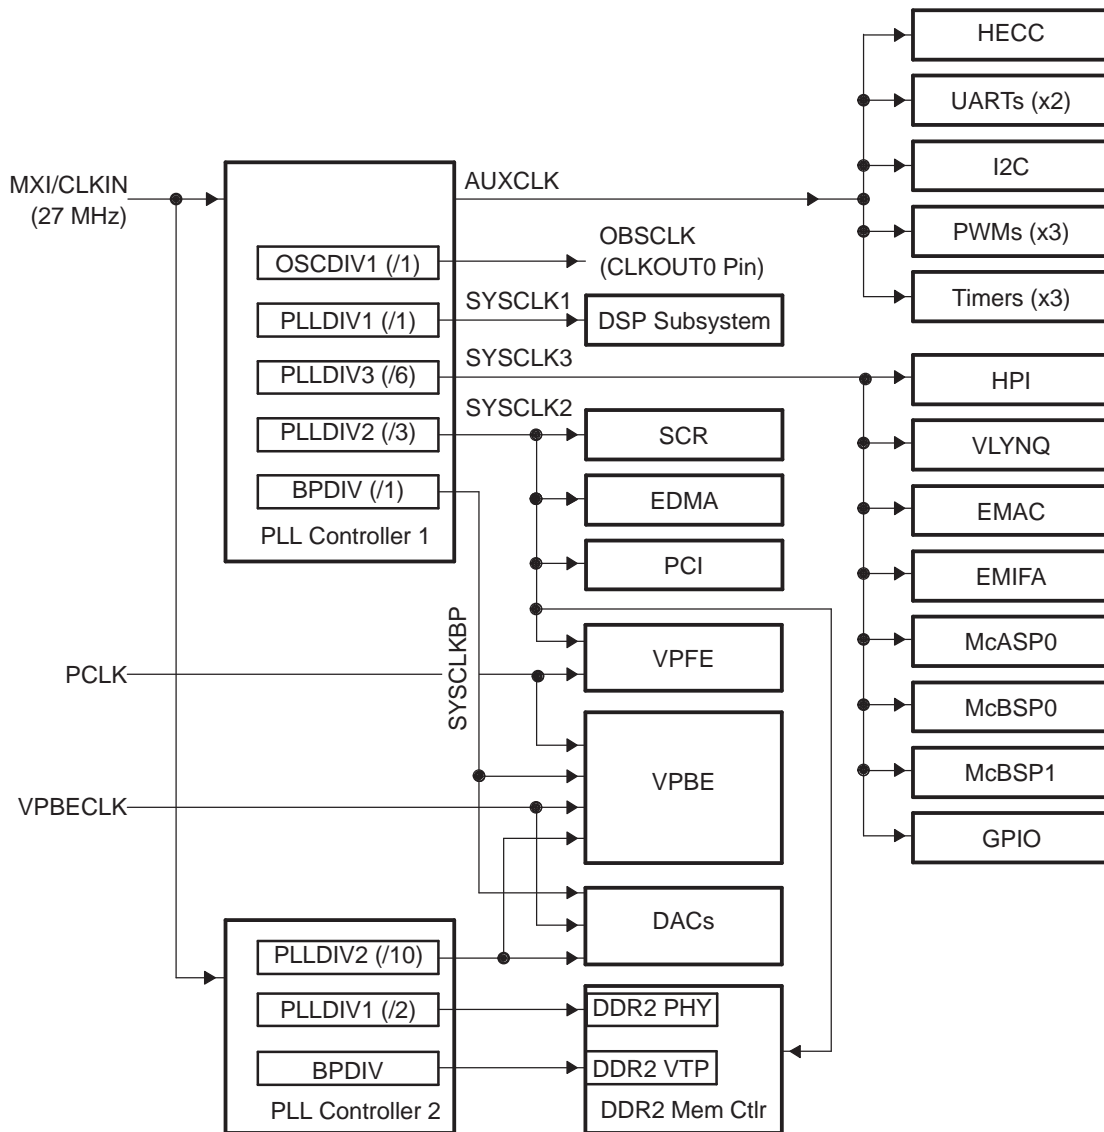 HECC
UARTs (x2)
I2C
PWMs (x3)
Timers (x3)
MXI/CLKIN
(27 MHz)
AUXCLK
OSCDIV1 (/1)
OBSCLK
(CLKOUT0 Pin)
PLLDIV1 (/1)
SYSCLK1
DSP Subsystem
PLLDIV3 (/6)
SYSCLK3
PLLDIV2 (/3)
SYSCLK2
SCR
BPDIV (/1)
EDMA
PLL Controller 1
PCI
HPI
VLYNQ
EMAC
EMIFA
McASP0
McBSP0
McBSP1
GPIO
SYSCLKBP
VPFE
PCLK
VPBE
VPBECLK
DACs
PLLDIV2 (/10)
PLLDIV1 (/2)
DDR2 PHY
BPDIV
DDR2 VTP
PLL Controller 2
DDR2 Mem Ctlr